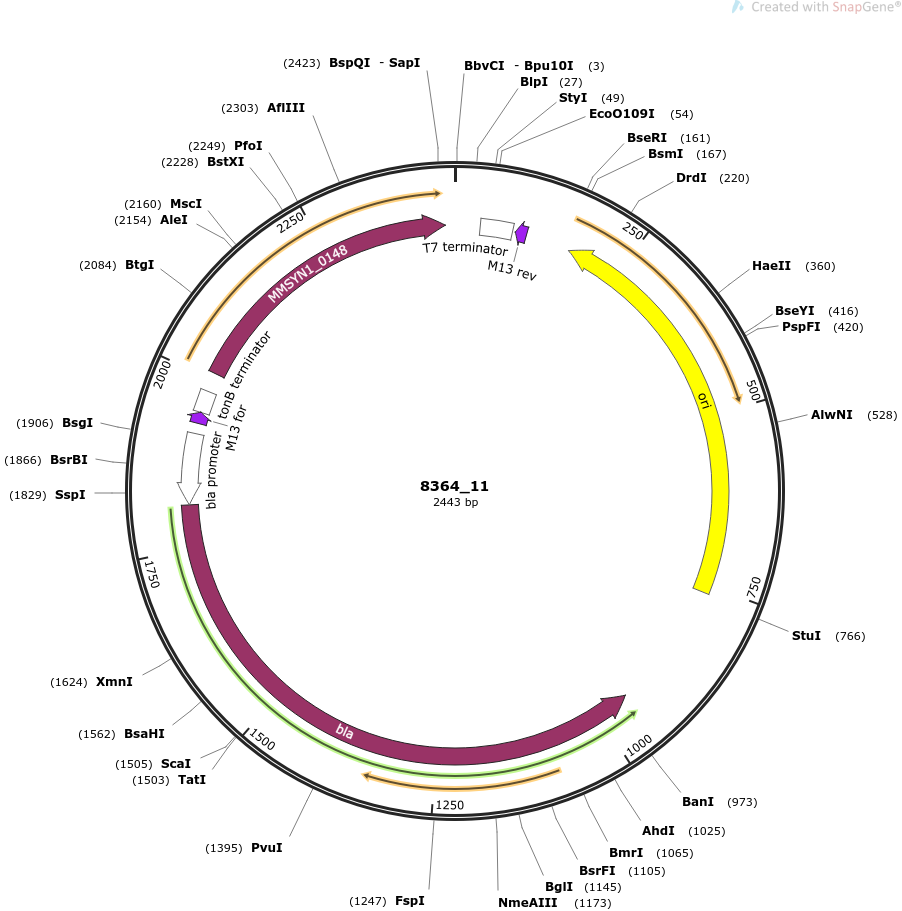 Created with SnapGene®
(2423) BspQI - SapI
BbvCI - Bpu10I (3)
BlpI (27)
StyI (49)
EcoO109I (54)
BseRI (161)
BsmI (167)
DrdI (220)
HaeII (360)
BseYI (416)
PspFI (420)
AlwNI (528)
StuI (766)
BanI (973)
AhdI (1025)
BmrI (1065)
BsrFI (1105)
BglI (1145)
NmeAIII (1173)
(1247) FspI
(1395) PvuI
(1503) TatI
(1505) ScaI
(1562) BsaHI
(1624) XmnI
(1829) SspI
(1866) BsrBI
(1906) BsgI
(2084) BtgI
(2154) AleI
(2160) MscI
(2228) BstXI
(2249) PfoI
(2303) AflIII
250
500
750
1000
1250
1500
1750
2000
2250
MMSYN1_0148
T7 terminator
M13 rev
ori
bla
bla promoter
M13 for
tonB terminator
8364_11
2443 bp